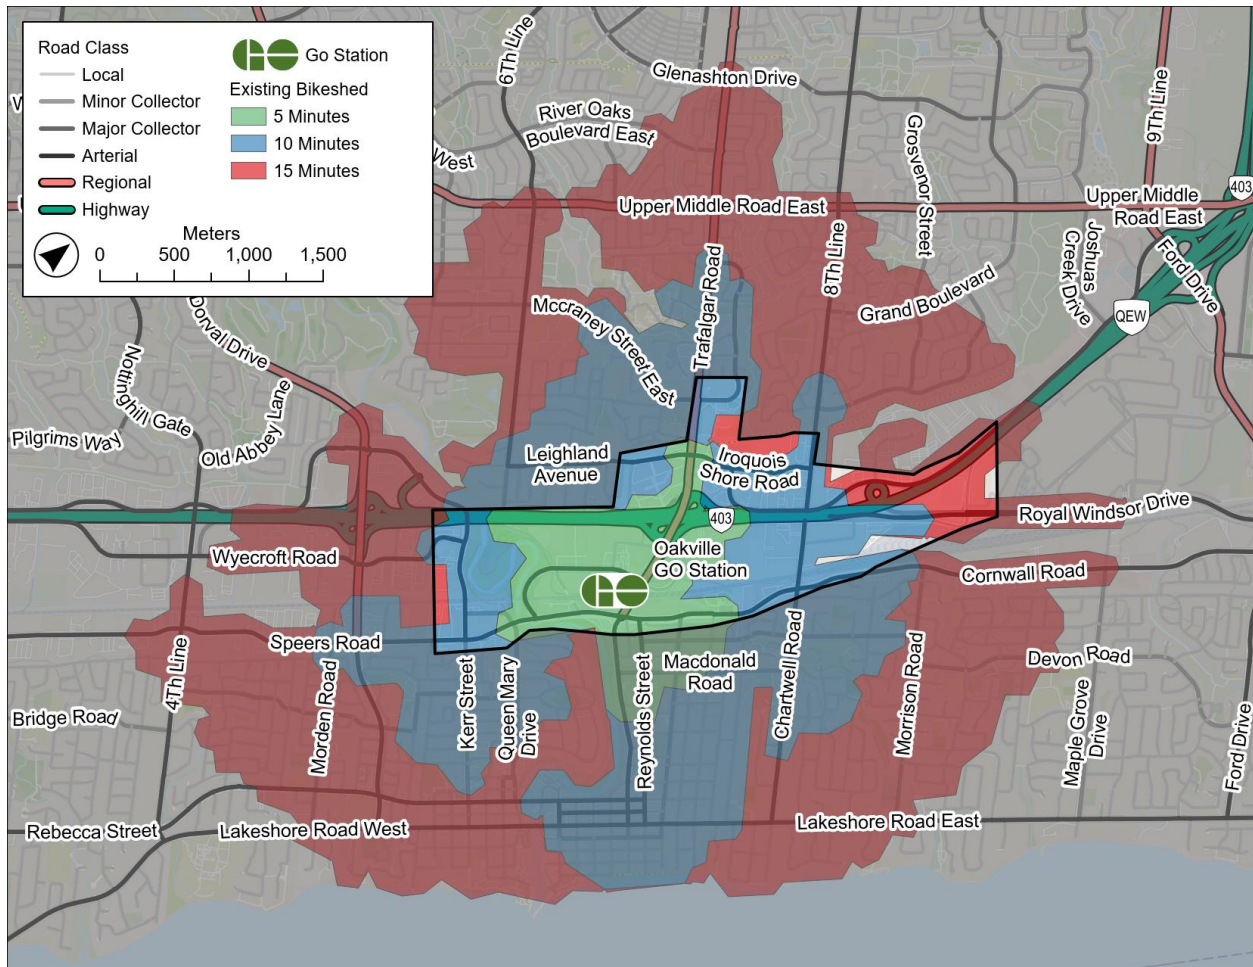 Road Class
Local
Minor Collector
Major Collector
Arterial
Regional
Highway
GO Go Station
Existing Bikeshed
5 Minutes
10 Minutes
15 Minutes
Meters
0 500 1,000 1,500
6Th Line
Glenashton Drive
River Oaks
Boulevard East
West
9Th Line
Grosvenor Street
403
Upper Middle Road East
Upper Middle
Road East
Joshuas
Creek Drive
Ford Drive
QEW
Trafalgar Road
8Th Line
Grand Boulevard
Mccraney Street East
Dorval Drive
Nottinghill Gate
Old Abbey Lane
Pilgrims Way
Leighland
Avenue
Iroquois
Shore Road
403
Royal Windsor Drive
Wyecroft Road
Oakville
GO Station
GO
Cornwall Road
Speers Road
4Th Line
Morden Road
Kerr Street
Queen Mary
Drive
Reynolds Street
Macdonald
Road
Chartwell Road
Morrison Road
Devon Road
Maple Grove
Drive
Ford Drive
Bridge Road
Rebecca Street
Lakeshore Road West
Lakeshore Road East